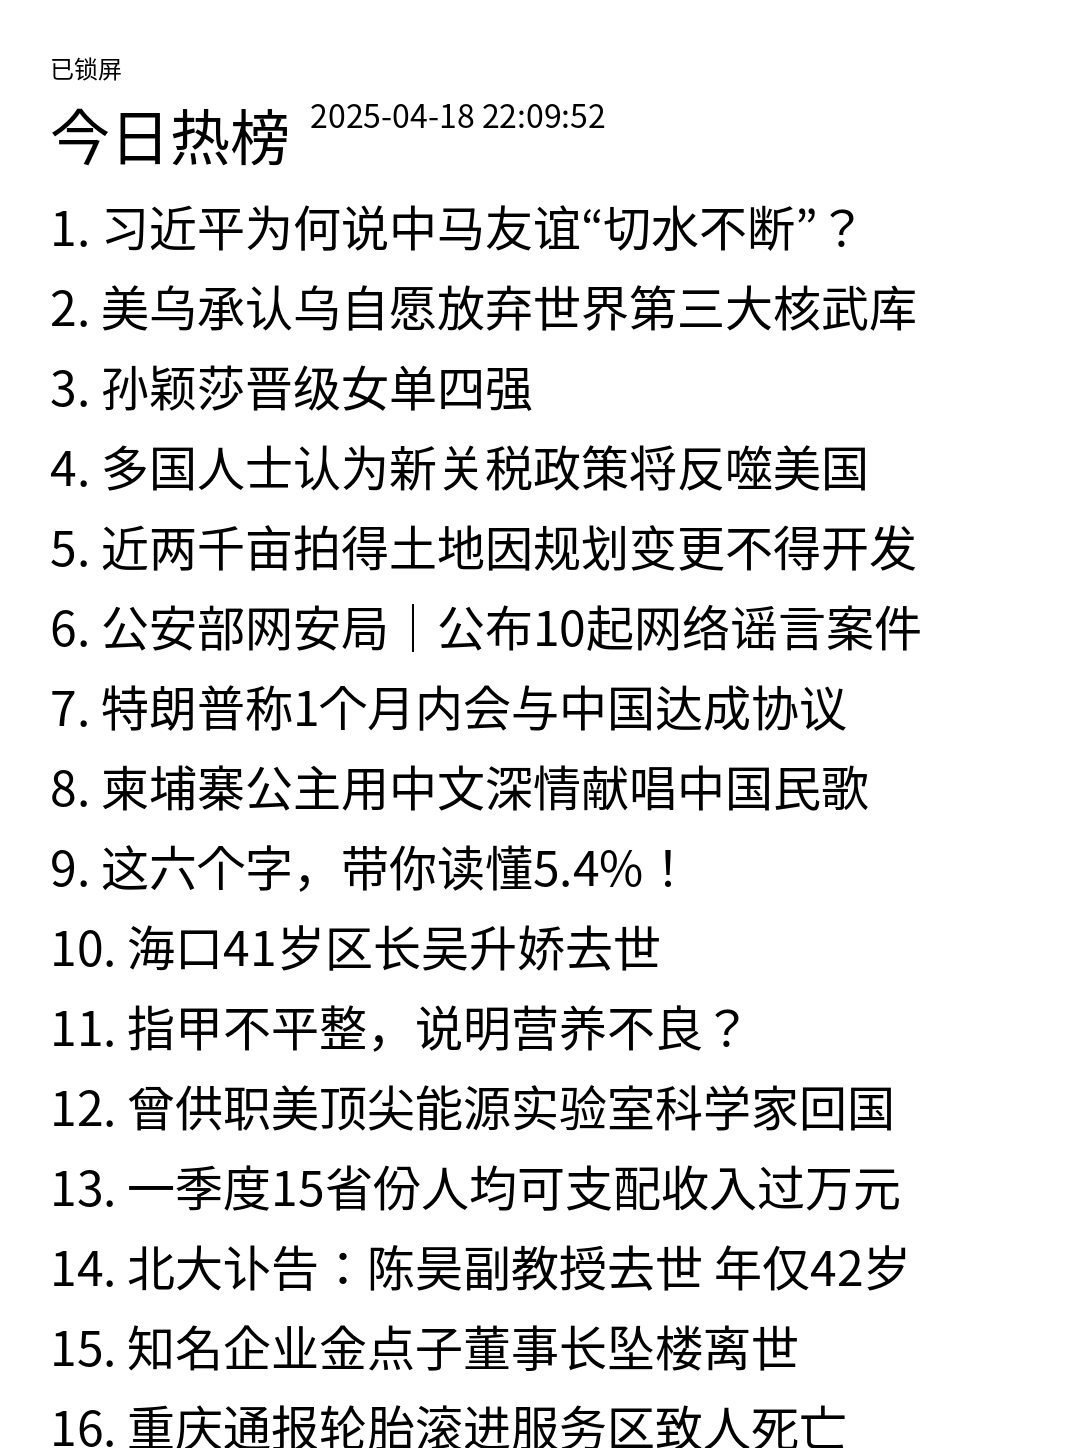 已锁屏
今日热榜 2025-04-18 22:09:52
1. 习近平为何说中马友谊“切水不断”？
2. 美乌承认乌自愿放弃世界第三大核武库
3. 孙颖莎晋级女单四强
4. 多国人士认为新关税政策将反噬美国
5. 近两千亩拍得土地因规划变更不得开发
6. 公安部网安局｜公布10起网络谣言案件
7. 特朗普称1个月内会与中国达成协议
8. 柬埔寨公主用中文深情献唱中国民歌
9. 这六个字，带你读懂5.4%！
10. 海口41岁区长吴升娇去世
11. 指甲不平整，说明营养不良？
12. 曾供职美顶尖能源实验室科学家回国
13. 一季度15省份人均可支配收入过万元
14. 北大讣告：陈昊副教授去世 年仅42岁
15. 知名企业金点子董事长坠楼离世
16. 重庆通报轮胎滚进服务区致人死亡